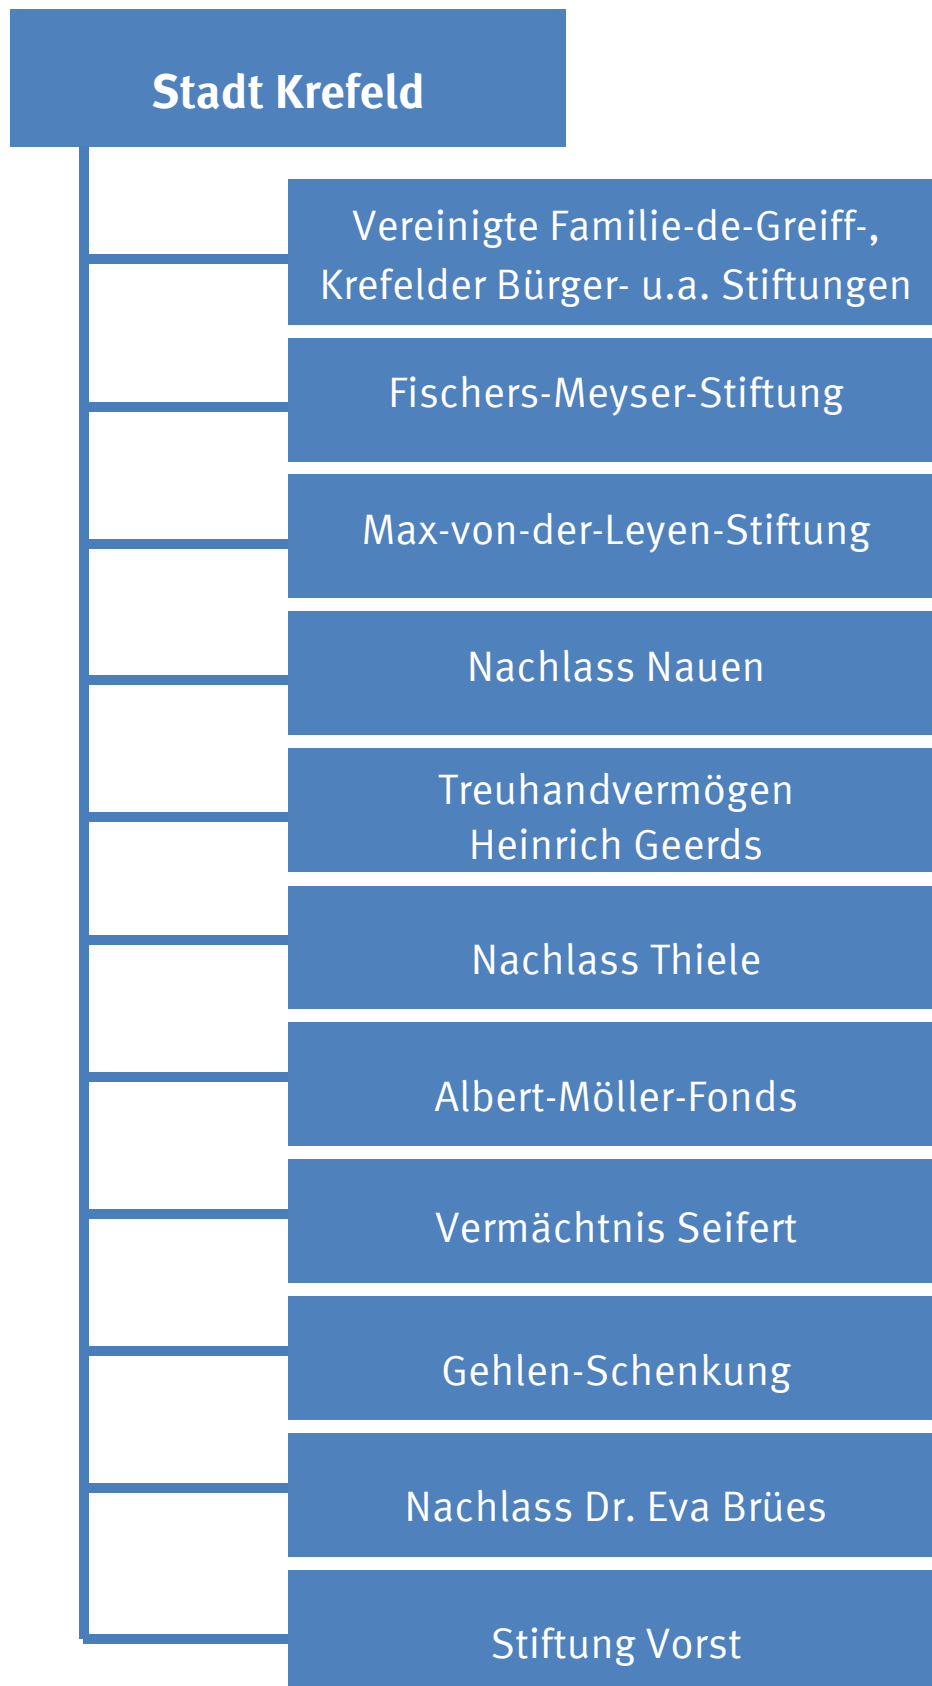 Stadt Krefeld
Vereinigte Familie-de-Greiff-,
Krefelder Bürger- u.a. Stiftungen
Fischers-Meyser-Stiftung
Max-von-der-Leyen-Stiftung
Nachlass Nauen
Treuhandvermögen
Heinrich Geerds
Nachlass Thiele
Albert-Möller-Fonds
Vermächtnis Seifert
Gehlen-Schenkung
Nachlass Dr. Eva Brües
Stiftung Vorst